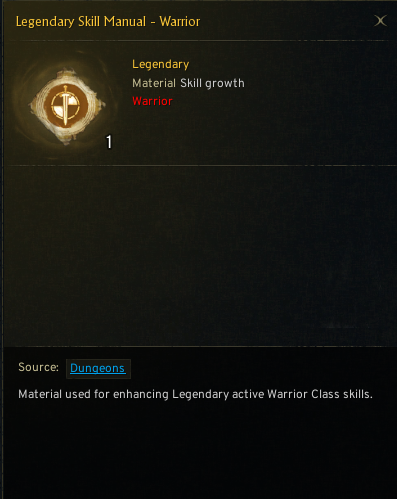 Legendary Skill Manual - Warrior
Legendary
Material Skill growth
Warrior
1
Source: Dungeons
Material used for enhancing Legendary active Warrior Class skills.